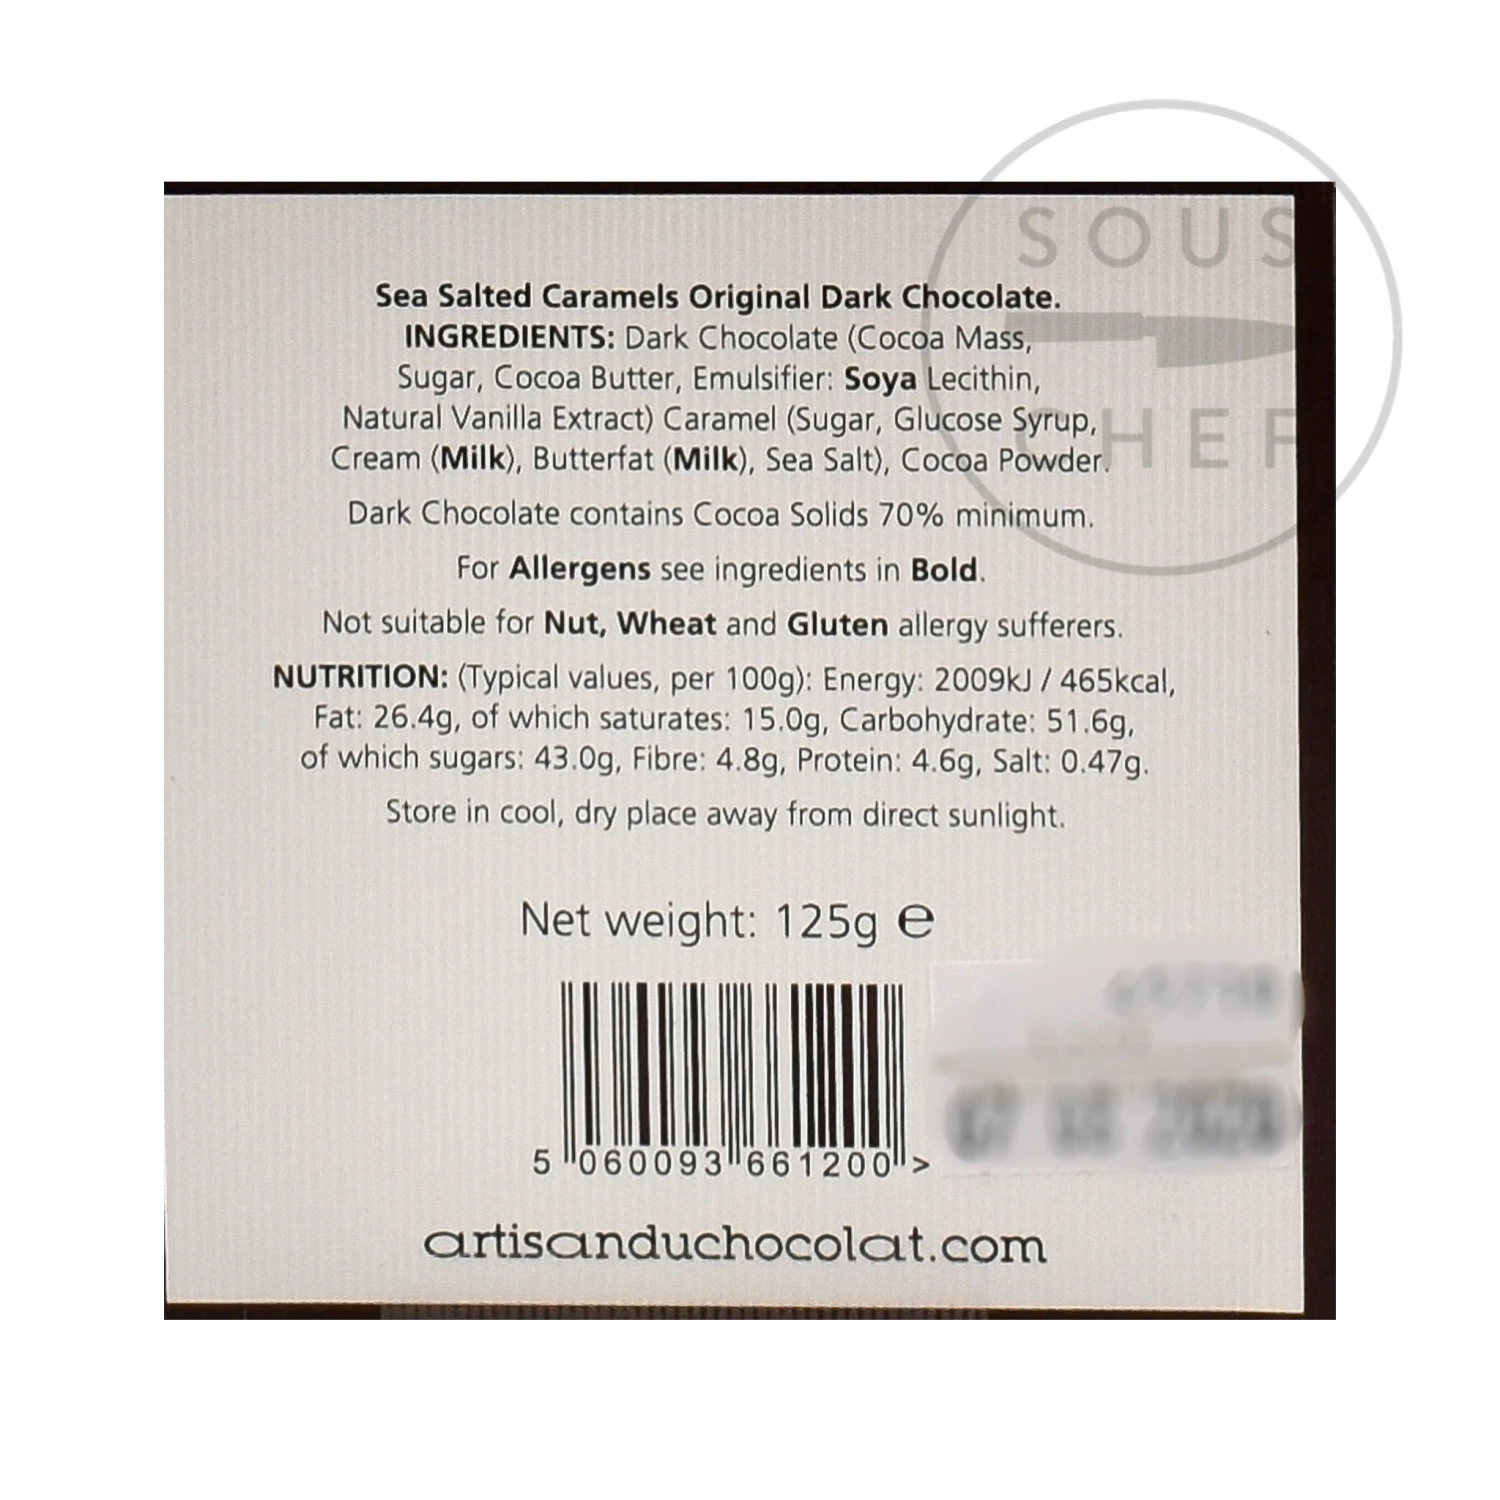 SOUS
CHEF
Sea Salted Caramels Original Dark Chocolate.
INGREDIENTS: Dark Chocolate (Cocoa Mass,
Sugar, Cocoa Butter, Emulsifier: Soya Lecithin,
Natural Vanilla Extract) Caramel (Sugar, Glucose Syrup,
Cream (Milk), Butterfat (Milk), Sea Salt), Cocoa Powder.
Dark Chocolate contains Cocoa Solids 70% minimum.
For Allergens see ingredients in Bold.
Not suitable for Nut, Wheat and Gluten allergy sufferers.
NUTRITION: (Typical values, per 100g): Energy: 2009kJ / 465kcal,
Fat: 26.4g, of which saturates: 15.0g, Carbohydrate: 51.6g,
of which sugars: 43.0g, Fibre: 4.8g, Protein: 4.6g, Salt: 0.47g.
Store in cool, dry place away from direct sunlight.
Net weight: 125g ℮
5 060093 661200 >
artisanduchocolat.com